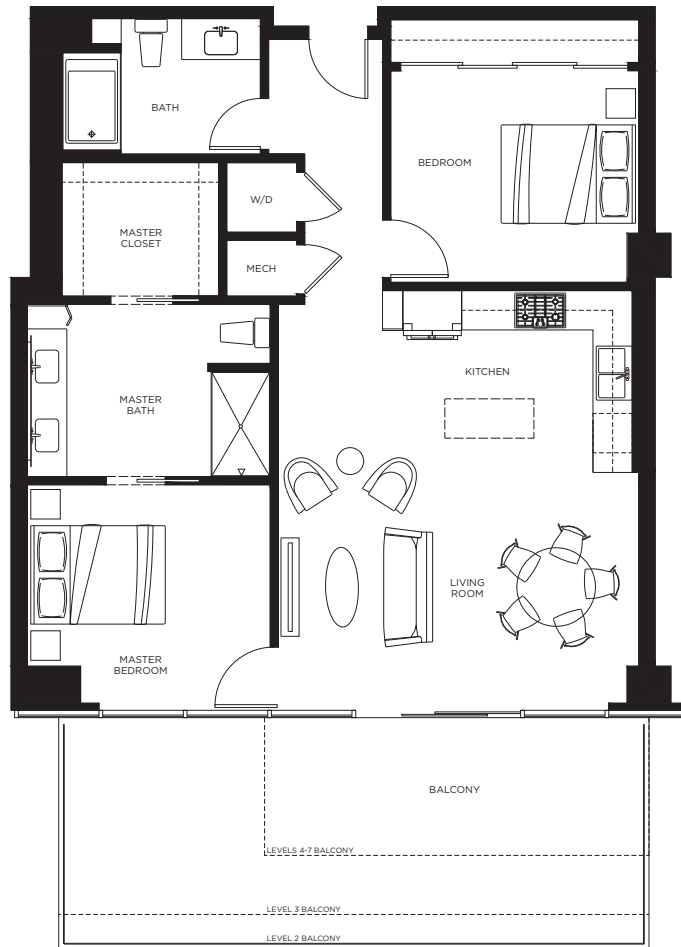 BATH
BEDROOM
W/D
MASTER
CLOSET
MECH
KITCHEN
MASTER
BATH
LIVING
ROOM
MASTER
BEDROOM
BALCONY
LEVELS 4-7 BALCONY
LEVEL 3 BALCONY
LEVEL 2 BALCONY